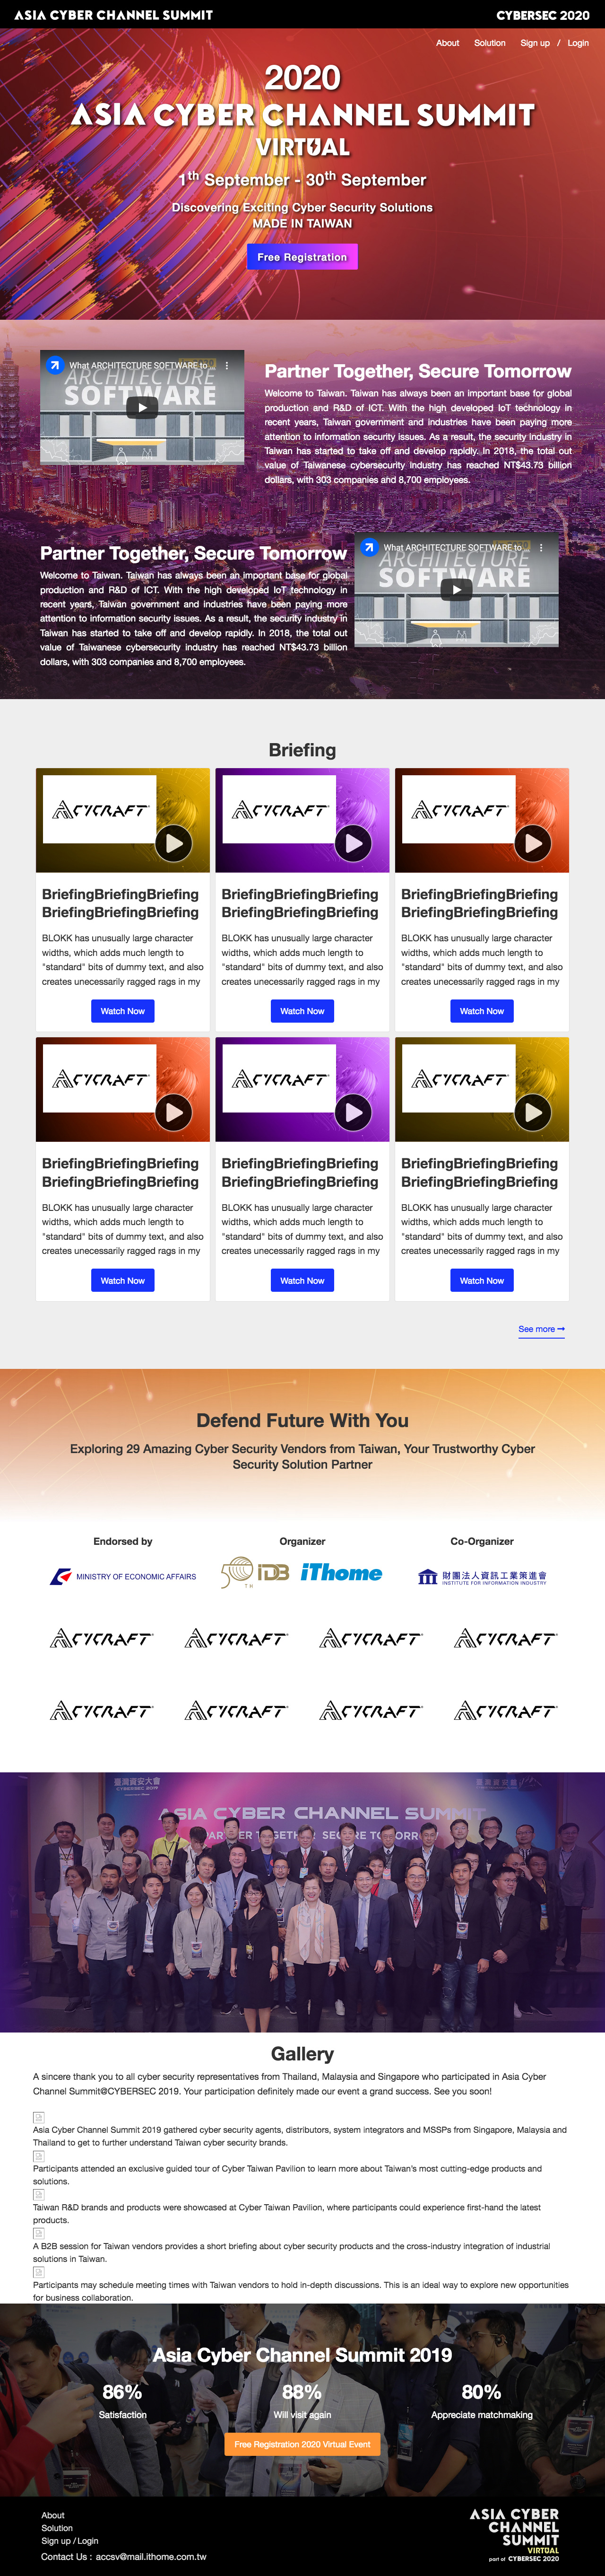 ASIA CYBER CHANNEL SUMMIT
CYBERSEC 2020
About Solution Sign up / Login
2020
ASIA CYBER CHANNEL SUMMIT
VIRTUAL
1th September - 30th September
Discovering Exciting Cyber Security Solutions
MADE IN TAIWAN
Free Registration
What ARCHITECTURE SOFTWARE to ...
ARCHITECTURE
SOFTWARE
Partner Together, Secure Tomorrow
Welcome to Taiwan. Taiwan has always been an important base for global
production and R&D of ICT. With the high developed IoT technology in
recent years, Taiwan government and industries have been paying more
attention to information security issues. As a result, the security industry in
Taiwan has started to take off and develop rapidly. In 2018, the total out
value of Taiwanese cybersecurity industry has reached NT$43.73 billion
dollars, with 303 companies and 8,700 employees.
Partner Together, Secure Tomorrow
Welcome to Taiwan. Taiwan has always been an important base for global
production and R&D of ICT. With the high developed IoT technology in
recent years, Taiwan government and industries have been paying more
attention to information security issues. As a result, the security industry in
Taiwan has started to take off and develop rapidly. In 2018, the total out
value of Taiwanese cybersecurity industry has reached NT$43.73 billion
dollars, with 303 companies and 8,700 employees.
What ARCHITECTURE SOFTWARE to ...
ARCHITECTURE
SOFTWARE
Briefing
CYCRAFT
BriefingBriefingBriefing
BriefingBriefingBriefing
BLOKK has unusually large character
widths, which adds much length to
"standard" bits of dummy text, and also
creates unecessarily ragged rags in my
Watch Now
CYCRAFT
BriefingBriefingBriefing
BriefingBriefingBriefing
BLOKK has unusually large character
widths, which adds much length to
"standard" bits of dummy text, and also
creates unecessarily ragged rags in my
Watch Now
CYCRAFT
BriefingBriefingBriefing
BriefingBriefingBriefing
BLOKK has unusually large character
widths, which adds much length to
"standard" bits of dummy text, and also
creates unecessarily ragged rags in my
Watch Now
CYCRAFT
BriefingBriefingBriefing
BriefingBriefingBriefing
BLOKK has unusually large character
widths, which adds much length to
"standard" bits of dummy text, and also
creates unecessarily ragged rags in my
Watch Now
CYCRAFT
BriefingBriefingBriefing
BriefingBriefingBriefing
BLOKK has unusually large character
widths, which adds much length to
"standard" bits of dummy text, and also
creates unecessarily ragged rags in my
Watch Now
CYCRAFT
BriefingBriefingBriefing
BriefingBriefingBriefing
BLOKK has unusually large character
widths, which adds much length to
"standard" bits of dummy text, and also
creates unecessarily ragged rags in my
Watch Now
See more →
Defend Future With You
Exploring 29 Amazing Cyber Security Vendors from Taiwan, Your Trustworthy Cyber
Security Solution Partner
Endorsed by
MINISTRY OF ECONOMIC AFFAIRS
Organizer
50 TH IDB iThome
Co-Organizer
財團法人資訊工業策進會
INSTITUTE FOR INFORMATION INDUSTRY
CYCRAFT CYCRAFT CYCRAFT CYCRAFT
CYCRAFT CYCRAFT CYCRAFT CYCRAFT
臺灣資安大會
CYBERSEC 2019
ASIA CYBER CHANNEL SUMMIT
PARTNER TOGETHER SECURE TOMORROW
Gallery
A sincere thank you to all cyber security representatives from Thailand, Malaysia and Singapore who participated in Asia Cyber
Channel Summit@CYBERSEC 2019. Your participation definitely made our event a grand success. See you soon!
Asia Cyber Channel Summit 2019 gathered cyber security agents, distributors, system integrators and MSSPs from Singapore, Malaysia and
Thailand to get to further understand Taiwan cyber security brands.
Participants attended an exclusive guided tour of Cyber Taiwan Pavilion to learn more about Taiwan's most cutting-edge products and
solutions.
Taiwan R&D brands and products were showcased at Cyber Taiwan Pavilion, where participants could experience first-hand the latest
products.
A B2B session for Taiwan vendors provides a short briefing about cyber security products and the cross-industry integration of industrial
solutions in Taiwan.
Participants may schedule meeting times with Taiwan vendors to hold in-depth discussions. This is an ideal way to explore new opportunities
for business collaboration.
Asia Cyber Channel Summit 2019
86% 88% 80%
Satisfaction Will visit again Appreciate matchmaking
Free Registration 2020 Virtual Event
About
Solution
Sign up / Login
Contact Us : accsv@mail.ithome.com.tw
ASIA CYBER
CHANNEL
SUMMIT
VIRTUAL
part of CYBERSEC 2020